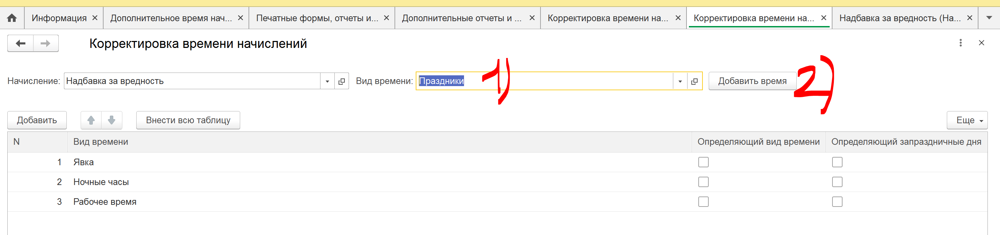 Информация
Дополнительное время нач...
Печатные формы, отчеты и...
Дополнительные отчеты и ...
Корректировка времени на...
Корректировка времени на...
Надбавка за вредность (На...
Корректировка времени начислений
Начисление: Надбавка за вредность Вид времени: Праздники 1) Добавить время 2)
Добавить Внести всю таблицу Еще
N Вид времени Определяющий вид времени Определяющий запраздничные дня
1 Явка
2 Ночные часы
3 Рабочее время